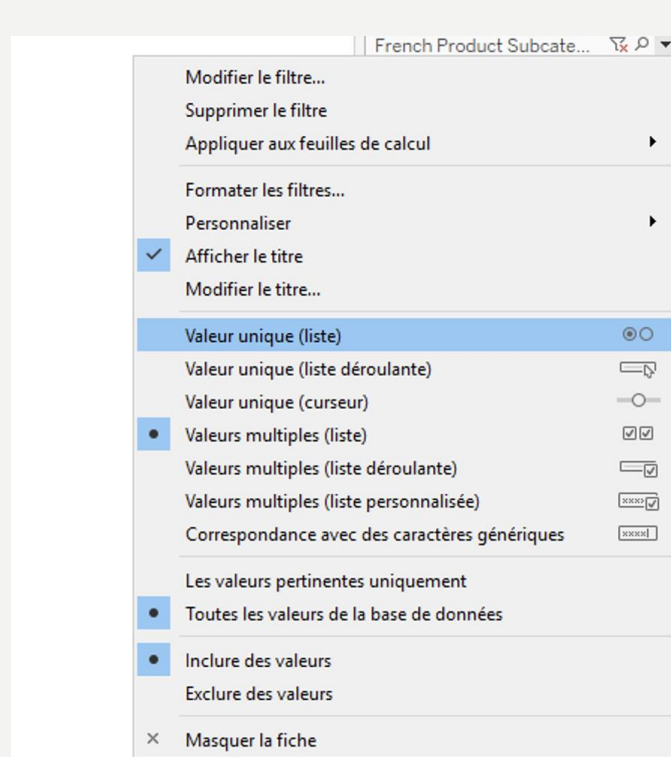 French Product Subcate...
Modifier le filtre...
Supprimer le filtre
Appliquer aux feuilles de calcul
Formater les filtres...
Personnaliser
Afficher le titre
Modifier le titre...
Valeur unique (liste)
Valeur unique (liste déroulante)
Valeur unique (curseur)
Valeurs multiples (liste)
Valeurs multiples (liste déroulante)
Valeurs multiples (liste personnalisée)
Correspondance avec des caractères génériques
Les valeurs pertinentes uniquement
Toutes les valeurs de la base de données
Inclure des valeurs
Exclure des valeurs
Masquer la fiche